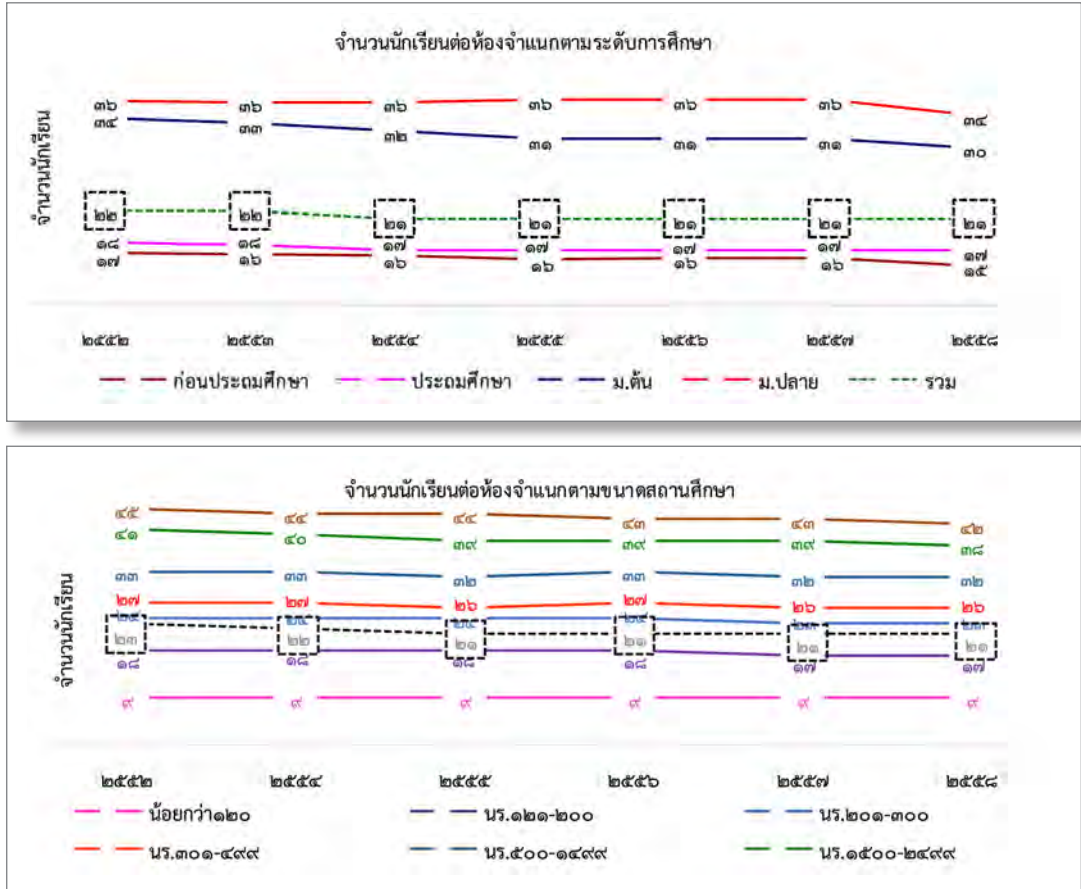 จำนวนนักเรียนต่อห้องจำแนกตามระดับการศึกษา
จำนวนนักเรียน
๓๖ ๓๖ ๓๖ ๓๖ ๓๖ ๓๖ ๓๔
๓๔ ๓๓ ๓๒ ๓๑ ๓๑ ๓๑ ๓๐
๒๒ ๒๒ ๒๑ ๒๑ ๒๑ ๒๑ ๒๑
๑๘ ๑๘ ๑๗ ๑๗ ๑๗ ๑๗ ๑๗
๑๗ ๑๖ ๑๖ ๑๖ ๑๖ ๑๖ ๑๕
๒๕๕๒ ๒๕๕๓ ๒๕๕๔ ๒๕๕๕ ๒๕๕๖ ๒๕๕๗ ๒๕๕๘
ก่อนประถมศึกษา ประถมศึกษา ม.ต้น ม.ปลาย รวม
จำนวนนักเรียนต่อห้องจำแนกตามขนาดสถานศึกษา
จำนวนนักเรียน
๔๕ ๔๔ ๔๔ ๔๓ ๔๓ ๔๒
๔๑ ๔๐ ๓๙ ๓๙ ๓๙ ๓๘
๓๓ ๓๓ ๓๒ ๓๓ ๓๒ ๓๒
๒๗ ๒๗ ๒๖ ๒๗ ๒๖ ๒๖
๒๓ ๒๒ ๒๑ ๒๑ ๒๑ ๒๑
๑๘ ๑๘ ๑๘ ๑๘ ๑๗ ๑๗
๙ ๙ ๙ ๙ ๙ ๙
๒๕๕๒ ๒๕๕๔ ๒๕๕๕ ๒๕๕๖ ๒๕๕๗ ๒๕๕๘
น้อยกว่า๑๒๐ นร.๑๒๑-๒๐๐ นร.๒๐๑-๓๐๐
นร.๓๐๑-๔๙๙ นร.๕๐๐-๑๔๙๙ นร.๑๕๐๐-๒๔๙๙